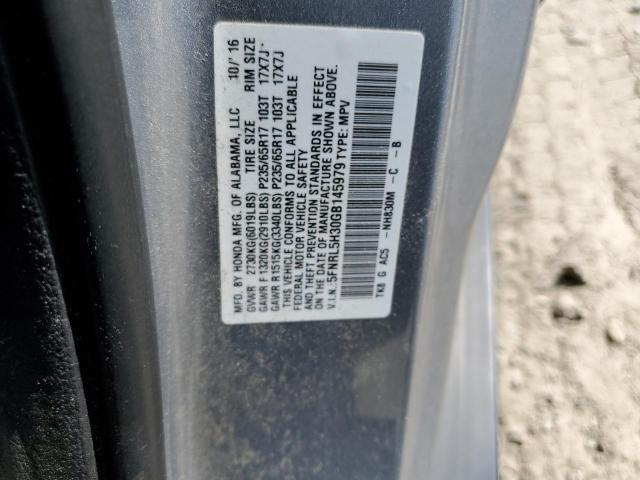 MFD. BY HONDA MFG. OF ALABAMA, LLC 10/'16
GVWR 2730KG(6019LBS) TIRE SIZE RIM SIZE
GAWR F1320KG(2910LBS) P235/65R17 103T 17X7J
GAWR R1515KG(3340LBS) P235/65R17 103T 17X7J
THIS VEHICLE CONFORMS TO ALL APPLICABLE
FEDERAL MOTOR VEHICLE SAFETY
AND THEFT PREVENTION STANDARDS IN EFFECT
ON THE DATE OF MANUFACTURE SHOWN ABOVE.
V.I.N.:5FNRL5H30GB145979 TYPE: MPV
TK8 G AC5 -NH830M -C -B